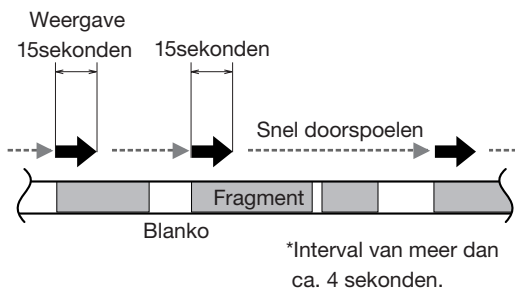 Weergave
15sekonden
15sekonden
Snel doorspoelen
Fragment
Blanko
*Interval van meer dan
ca. 4 sekonden.